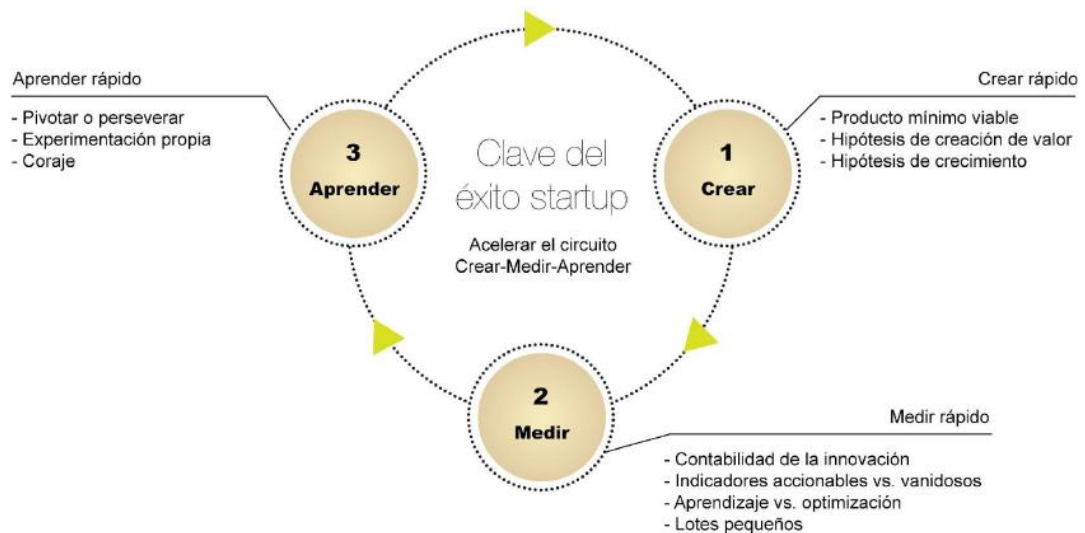 Aprender rápido
- Pivotar o perseverar
- Experimentación propia
- Coraje
3
Aprender
Clave del
éxito startup
Acelerar el circuito
Crear-Medir-Aprender
Crear rápido
- Producto mínimo viable
- Hipótesis de creación de valor
- Hipótesis de crecimiento
1
Crear
2
Medir
Medir rápido
- Contabilidad de la innovación
- Indicadores accionables vs. vanidosos
- Aprendizaje vs. optimización
- Lotes pequeños